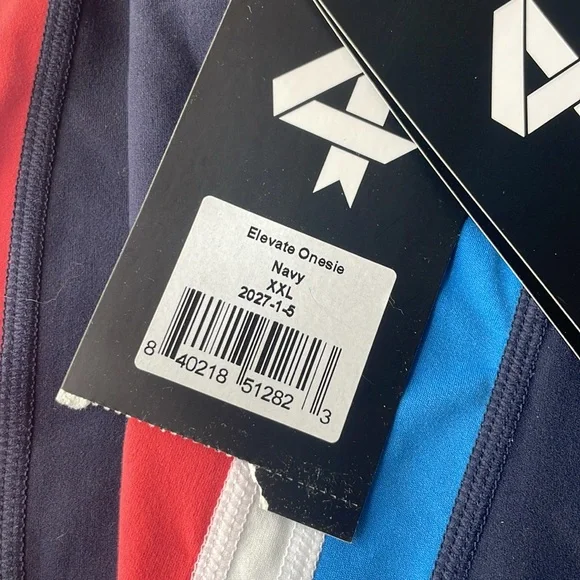 Elevate Onesie
Navy
XXL
2027-1-5
8 40218 51282 3